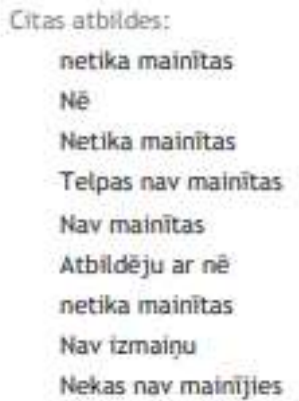 Citas atbildes:
netika mainītas
Nē
Netika mainītas
Telpas nav mainītas
Nav mainītas
Atbildēju ar nē
netika mainītas
Nav izmaiņu
Nekas nav mainījies